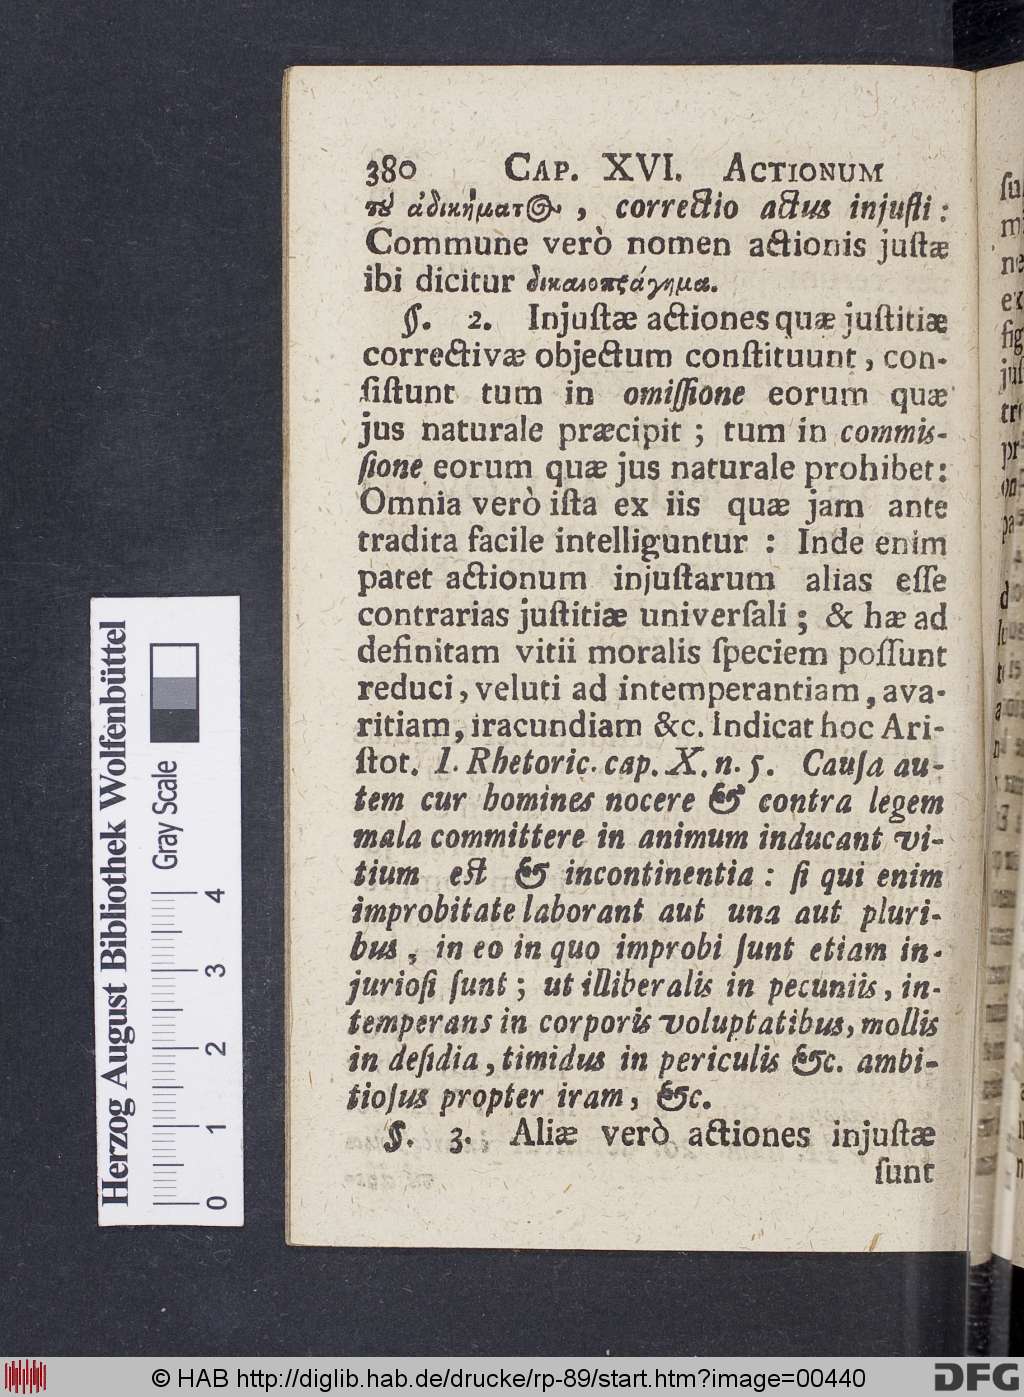 380 CAP. XVI. ACTIONUM
τȣ ἀδικήματ⊙, correctio actus injuſti:
Commune verò nomen actionis juſtæ
ibi dicitur δικαιοπράγημα.
§. 2. Injuſtæ actiones quæ juſtitiæ
correctivæ objectum conſtituunt, con-
ſiſtunt tum in omiſſione eorum quæ
jus naturale præcipit; tum in commiſ-
ſione eorum quæ jus naturale prohibet:
Omnia verò iſta ex iis quæ jam ante
tradita facile intelliguntur: Inde enim
patet actionum injuſtarum alias eſſe
contrarias juſtitiæ univerſali; & hæ ad
definitam vitii moralis ſpeciem poſſunt
reduci, veluti ad intemperantiam, ava-
ritiam, iracundiam &c. Indicat hoc Ari-
ſtot. I. Rhetoric. cap. X. n. 5. Cauſa au-
tem cur homines nocere & contra legem
mala committere in animum inducant vi-
tium eſt & incontinentia: ſi qui enim
improbitate laborant aut una aut pluri-
bus, in eo in quo improbi ſunt etiam in-
jurioſi ſunt; ut illiberalis in pecuniis, in-
temperans in corporis voluptatibus, mollis
in deſidia, timidus in periculis &c. ambi-
tioſus propter iram, &c.
§. 3. Aliæ verò actiones injuſtæ
ſunt
Herzog August Bibliothek Wolfenbüttel
Gray Scale
0 1 2 3 4
© HAB http://diglib.hab.de/drucke/rp-89/start.htm?image=00440
DFG